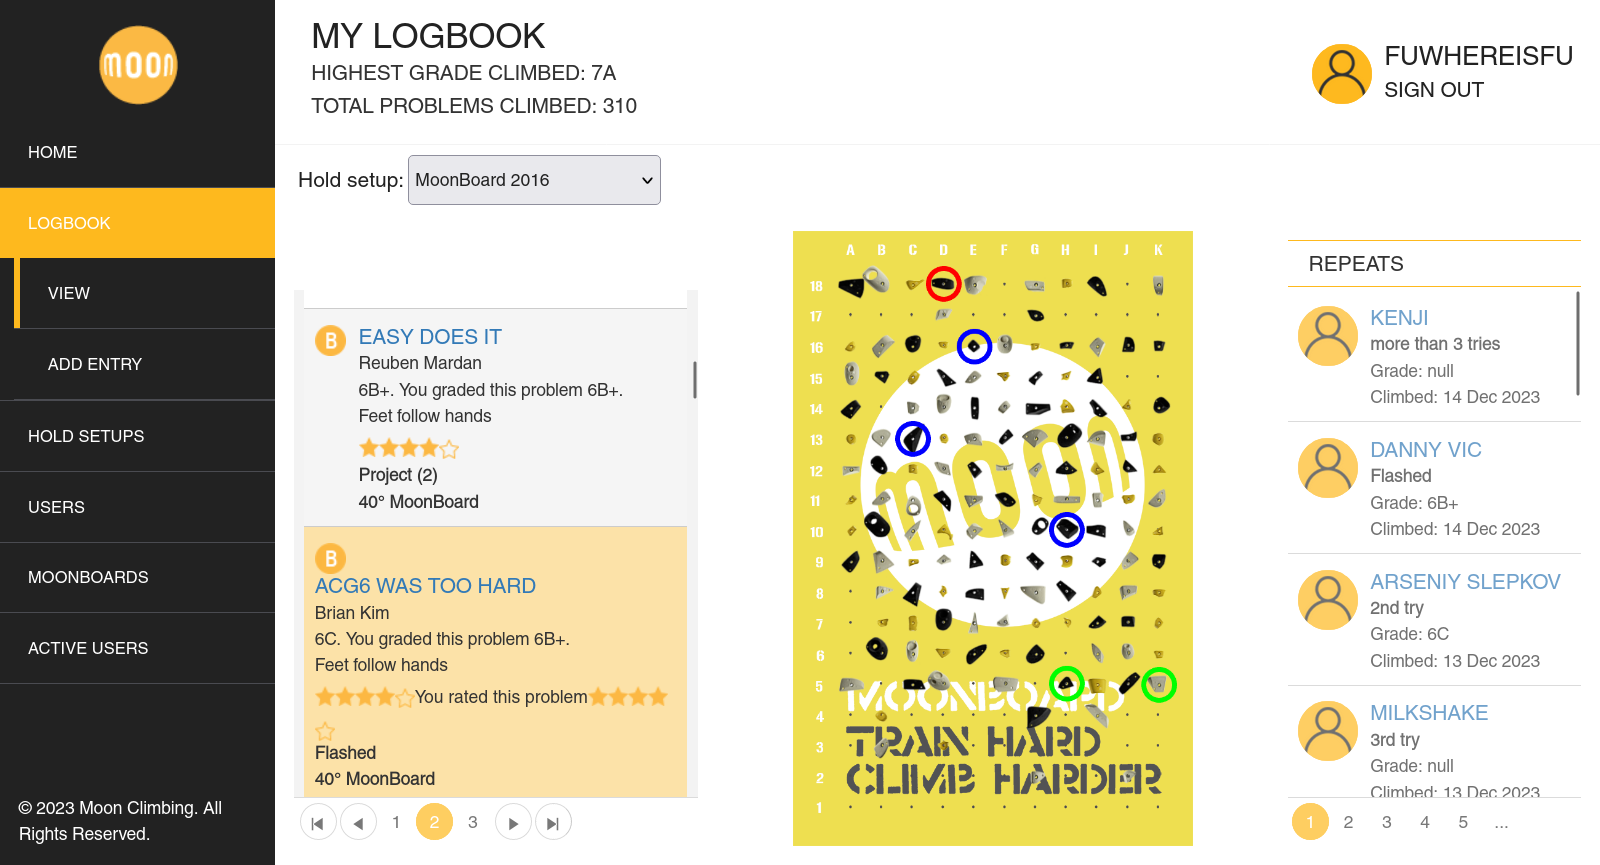 moon
HOME
LOGBOOK
VIEW
ADD ENTRY
HOLD SETUPS
USERS
MOONBOARDS
ACTIVE USERS
© 2023 Moon Climbing. All
Rights Reserved.
MY LOGBOOK
HIGHEST GRADE CLIMBED: 7A
TOTAL PROBLEMS CLIMBED: 310
FUWHEREISFU
SIGN OUT
Hold setup: MoonBoard 2016
B
EASY DOES IT
Reuben Mardan
6B+. You graded this problem 6B+.
Feet follow hands
Project (2)
40° MoonBoard
B
ACG6 WAS TOO HARD
Brian Kim
6C. You graded this problem 6B+.
Feet follow hands
You rated this problem
Flashed
40° MoonBoard
1 2 3
A B C D E F G H I J K
18
17
16
15
14
13
12
11
10
9
8
7
6
5
4
3
2
1
moon
MOONBOARD
TRAIN HARD
CLIMB HARDER
REPEATS
KENJI
more than 3 tries
Grade: null
Climbed: 14 Dec 2023
DANNY VIC
Flashed
Grade: 6B+
Climbed: 14 Dec 2023
ARSENIY SLEPKOV
2nd try
Grade: 6C
Climbed: 13 Dec 2023
MILKSHAKE
3rd try
Grade: null
Climbed: 13 Dec 2023
1 2 3 4 5 ...